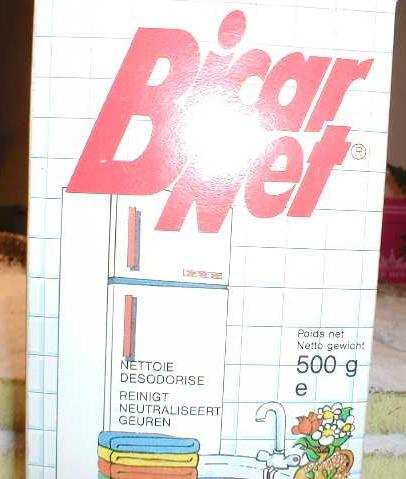 Bicar
Net®
NETTOIE
DESODORISE
REINIGT
NEUTRALISEERT
GEUREN
Poids net
Netto gewicht
500 g
e